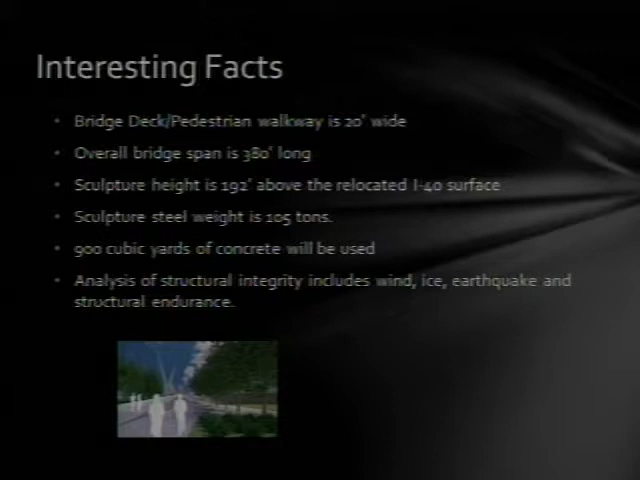 Interesting Facts
• Bridge Deck/Pedestrian walkway is 20' wide
• Overall bridge span is 380' long
• Sculpture height is 192' above the relocated I-40 surface
• Sculpture steel weight is 105 tons.
• 900 cubic yards of concrete will be used
• Analysis of structural integrity includes wind, ice, earthquake and
structural endurance.